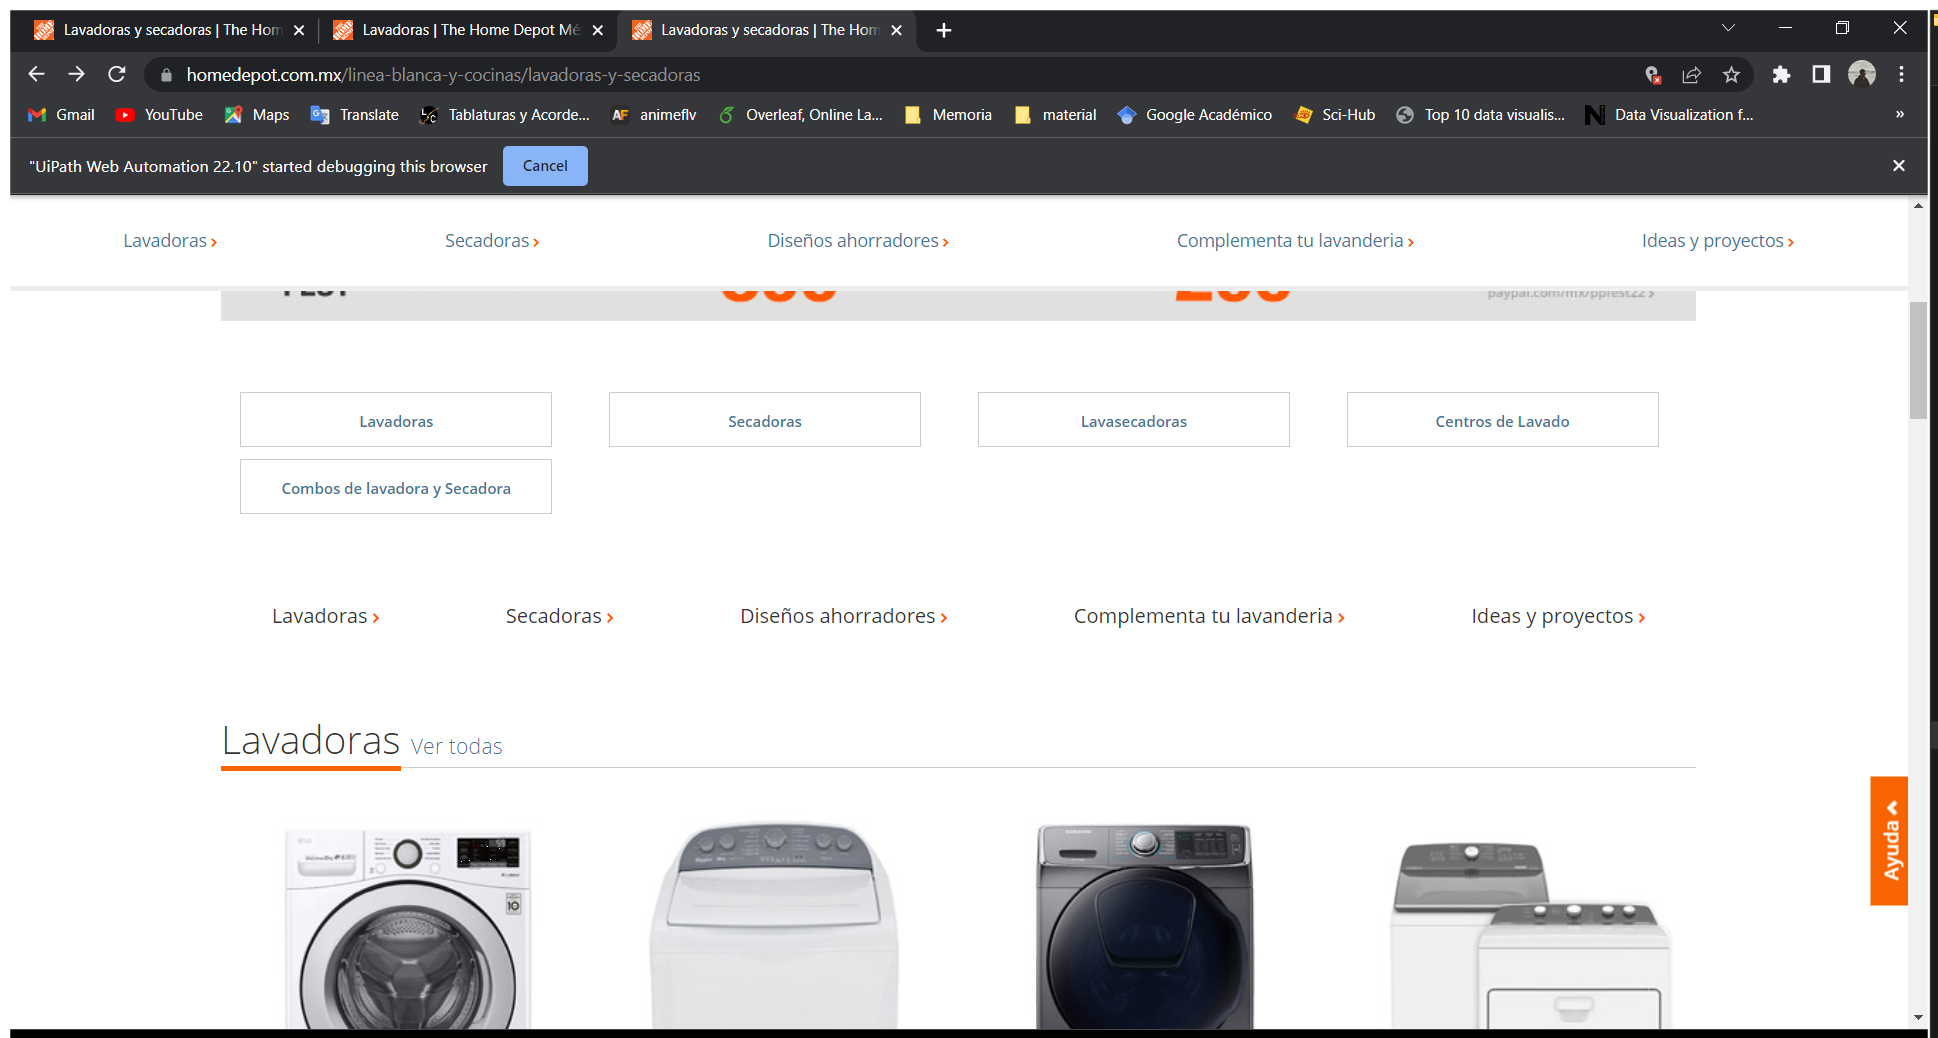 Lavadoras y secadoras | The Hom
Lavadoras | The Home Depot Mé
Lavadoras y secadoras | The Hom
homedepot.com.mx/linea-blanca-y-cocinas/lavadoras-y-secadoras
Gmail YouTube Maps Translate Tablaturas y Acorde... animeflv Overleaf, Online La... Memoria material Google Académico Sci-Hub Top 10 data visualis... Data Visualization f... »
"UiPath Web Automation 22.10" started debugging this browser Cancel
Lavadoras Secadoras Diseños ahorradores Complementa tu lavanderia Ideas y proyectos
paypal.com/mx/ppfest22
Lavadoras Secadoras Lavasecadoras Centros de Lavado
Combos de lavadora y Secadora
Lavadoras Secadoras Diseños ahorradores Complementa tu lavanderia Ideas y proyectos
Lavadoras Ver todas
Ayuda